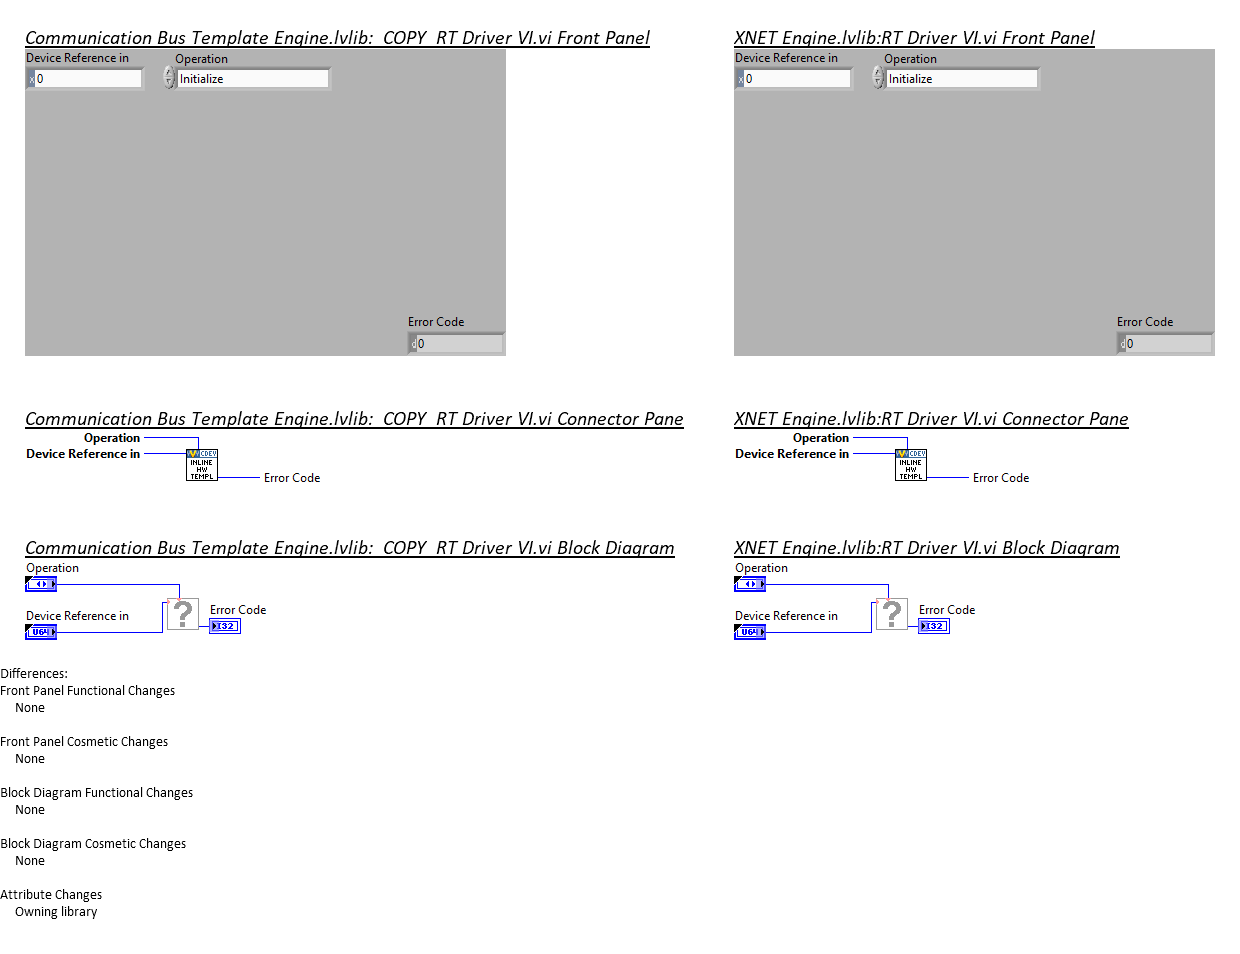 Communication Bus Template Engine.lvlib:  COPY  RT Driver VI.vi Front Panel
Device Reference in
Operation
x 0
Initialize
Error Code
d 0
XNET Engine.lvlib:RT Driver VI.vi Front Panel
Device Reference in
Operation
x 0
Initialize
Error Code
d 0
Communication Bus Template Engine.lvlib:  COPY  RT Driver VI.vi Connector Pane
Operation
Device Reference in
CDEV
INLINE
HW
TEMPL
Error Code
XNET Engine.lvlib:RT Driver VI.vi Connector Pane
Operation
Device Reference in
CDEV
INLINE
HW
TEMPL
Error Code
Communication Bus Template Engine.lvlib:  COPY  RT Driver VI.vi Block Diagram
Operation
Device Reference in
U64
?
Error Code
I32
XNET Engine.lvlib:RT Driver VI.vi Block Diagram
Operation
Device Reference in
U64
?
Error Code
I32
Differences:
Front Panel Functional Changes
None
Front Panel Cosmetic Changes
None
Block Diagram Functional Changes
None
Block Diagram Cosmetic Changes
None
Attribute Changes
Owning library